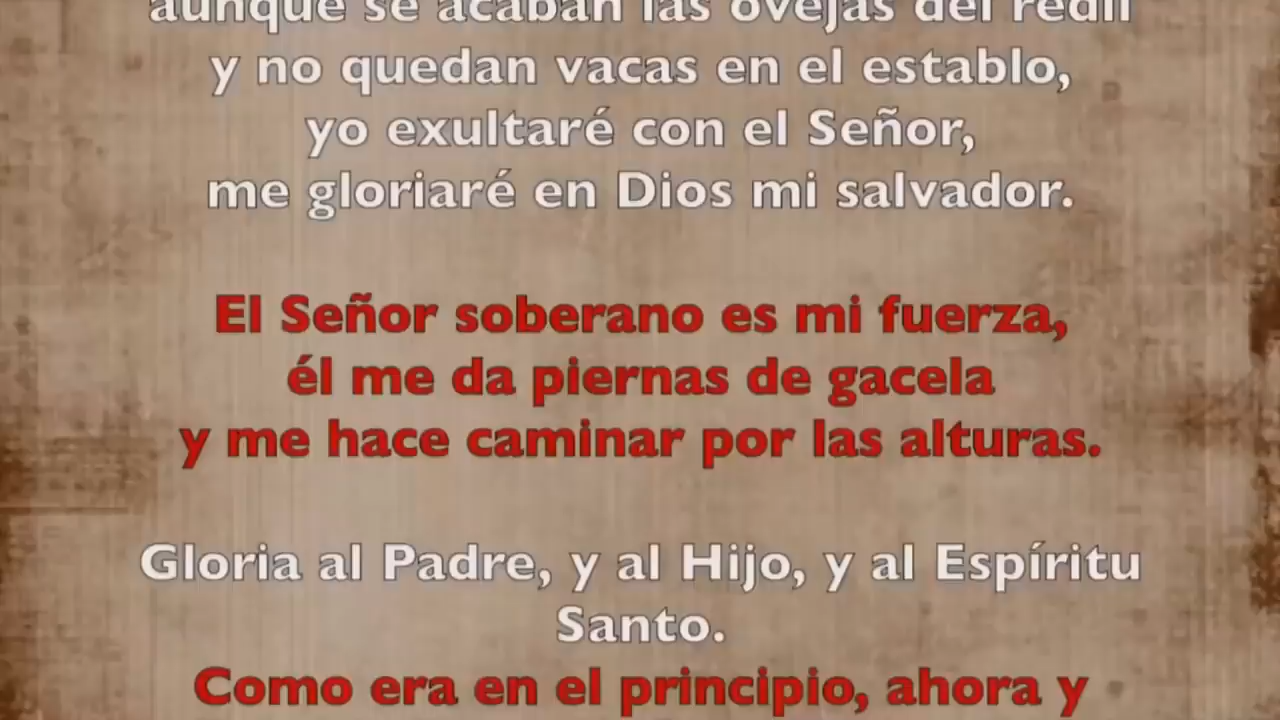 aunque se acaban las ovejas del redil
y no quedan vacas en el establo,
yo exultaré con el Señor,
me gloriaré en Dios mi salvador.
El Señor soberano es mi fuerza,
él me da piernas de gacela
y me hace caminar por las alturas.
Gloria al Padre, y al Hijo, y al Espíritu
Santo.
Como era en el principio, ahora y